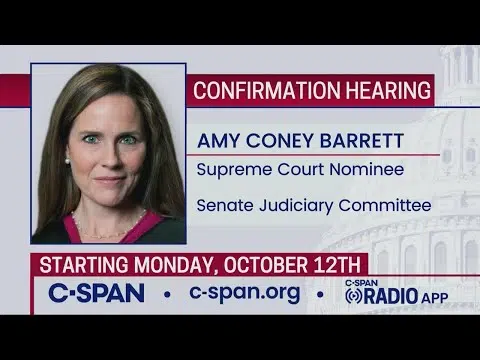 CONFIRMATION HEARING
AMY CONEY BARRETT
Supreme Court Nominee
Senate Judiciary Committee
STARTING MONDAY, OCTOBER 12TH
C-SPAN • c-span.org • C-SPAN RADIO APP